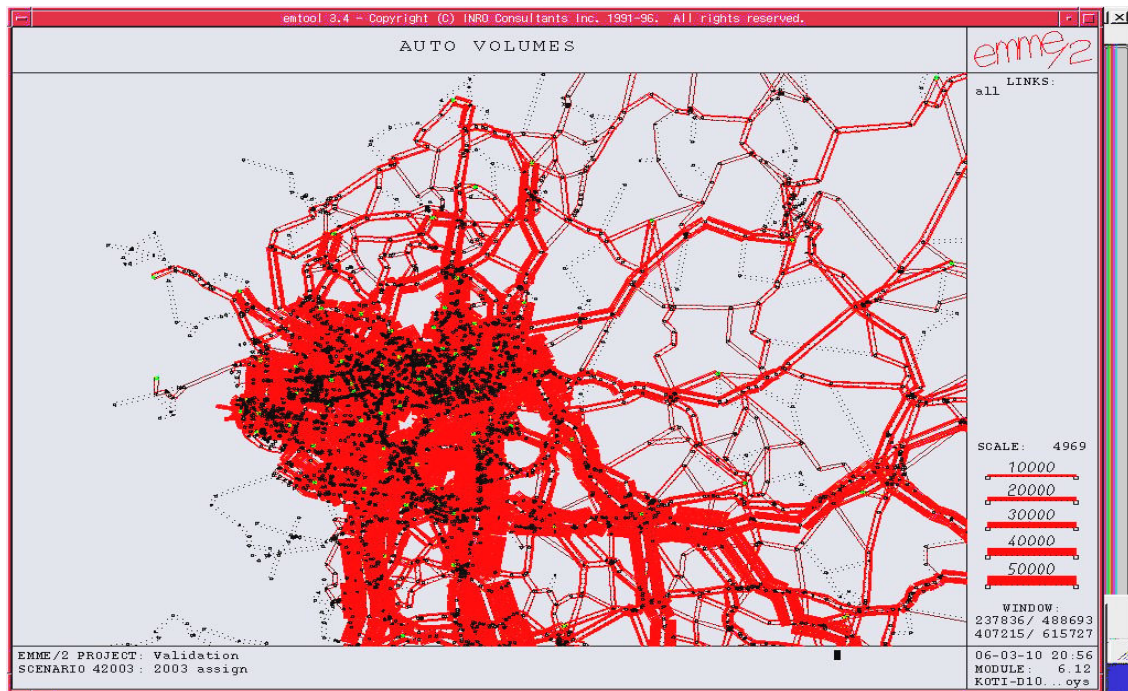 emtool 3.4 - Copyright (C) INRO Consultants Inc. 1991-96. All rights reserved.
AUTO VOLUMES
emme/2
LINKS:
all
SCALE: 4969
10000
20000
30000
40000
50000
WINDOW:
237836/ 488693
407215/ 615727
EMME/2 PROJECT: Validation
SCENARIO 42003: 2003 assign
06-03-10 20:56
MODULE: 6.12
KOTI-D10...oys